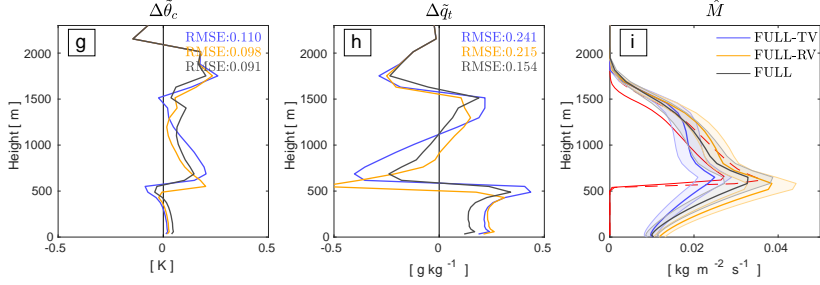 Δθ̃c
g
RMSE:0.110
RMSE:0.098
RMSE:0.091
Height [ m ]
2000
1500
1000
500
0
-0.5
0
0.5
[ K ]
Δq̃t
h
RMSE:0.241
RMSE:0.215
RMSE:0.154
Height [ m ]
2000
1500
1000
500
0
-0.5
0
0.5
[ g kg⁻¹ ]
M̂
i
FULL-TV
FULL-RV
FULL
Height [ m ]
2000
1500
1000
500
0
0
0.02
0.04
[ kg m⁻² s⁻¹ ]